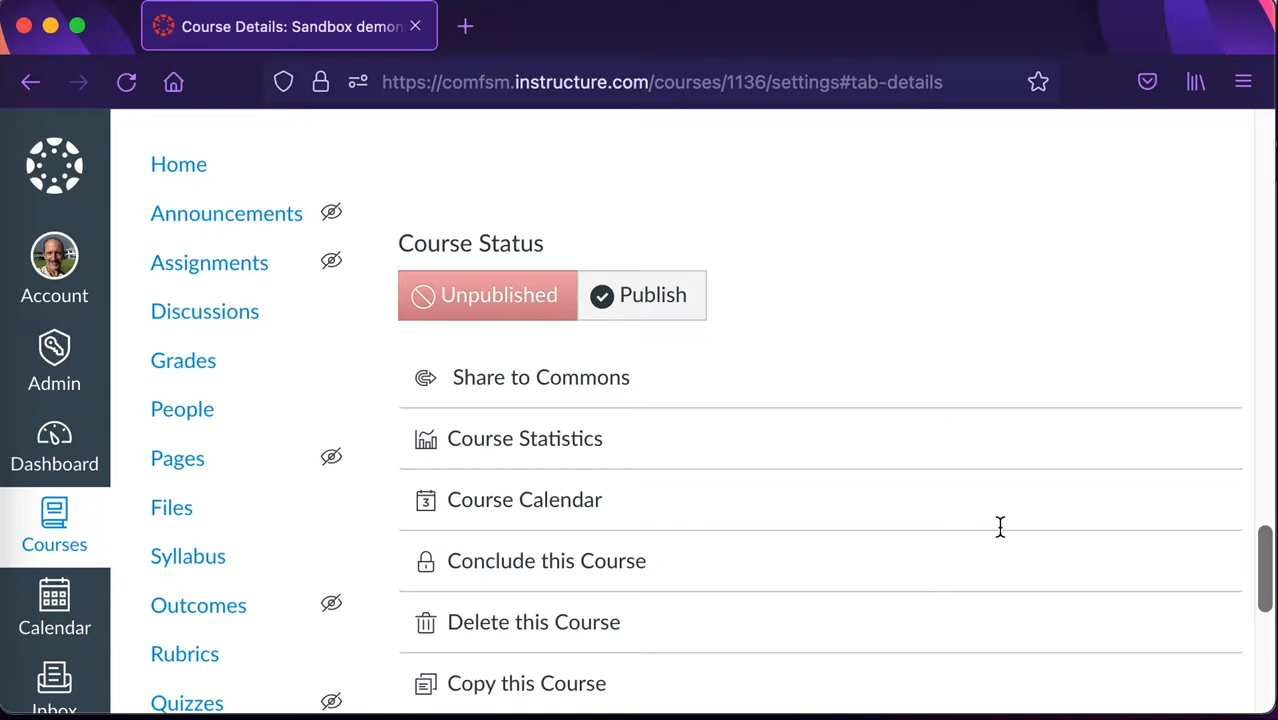 Course Details: Sandbox demon
https://comfsm.instructure.com/courses/1136/settings#tab-details
Account
Admin
Dashboard
Courses
Calendar
Inbox
Home
Announcements
Assignments
Discussions
Grades
People
Pages
Files
Syllabus
Outcomes
Rubrics
Quizzes
Course Status
Unpublished
Publish
Share to Commons
Course Statistics
3
Course Calendar
Conclude this Course
Delete this Course
Copy this Course